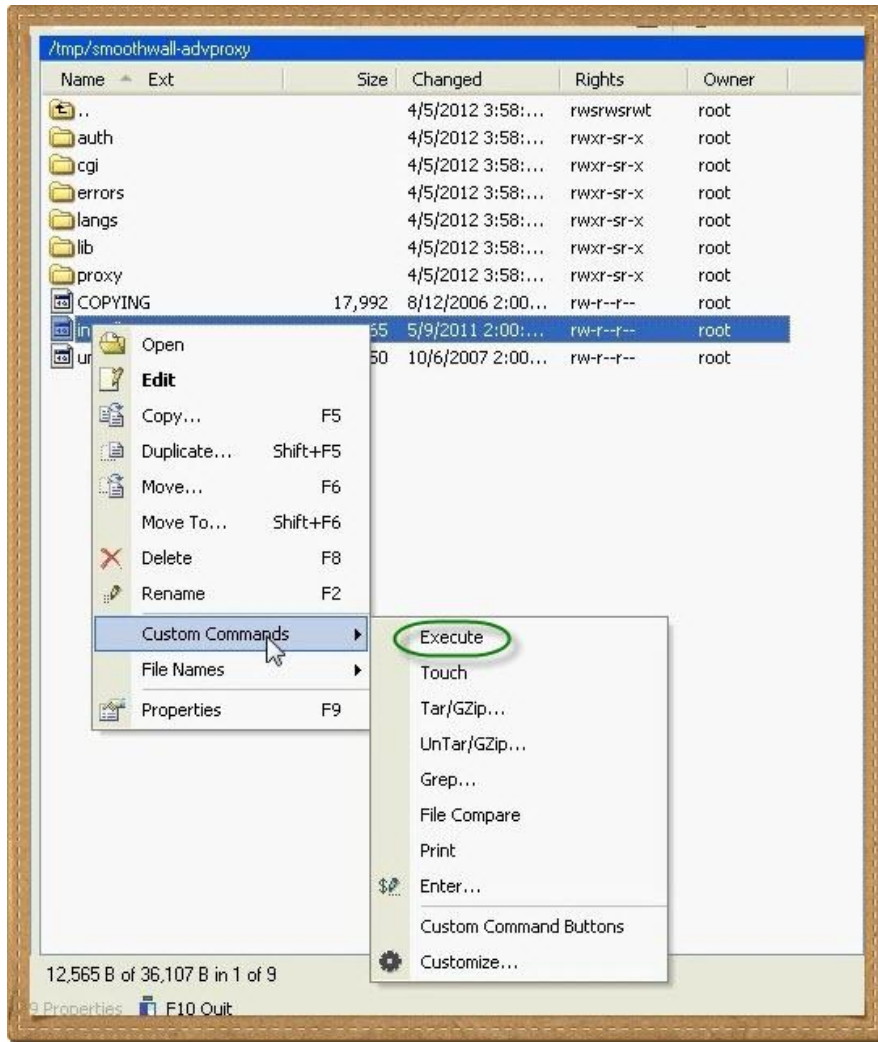 /tmp/smoothwall-advproxy
Name Ext Size Changed Rights Owner
.. 4/5/2012 3:58:... rwsrwsrwt root
auth 4/5/2012 3:58:... rwxr-sr-x root
cgi 4/5/2012 3:58:... rwxr-sr-x root
errors 4/5/2012 3:58:... rwxr-sr-x root
langs 4/5/2012 3:58:... rwxr-sr-x root
lib 4/5/2012 3:58:... rwxr-sr-x root
proxy 4/5/2012 3:58:... rwxr-sr-x root
COPYING 17,992 8/12/2006 2:00... rw-r--r-- root
in 65 5/9/2011 2:00:... rw-r--r-- root
un 50 10/6/2007 2:00... rw-r--r-- root
Open
Edit
Copy... F5
Duplicate... Shift+F5
Move... F6
Move To... Shift+F6
Delete F8
Rename F2
Custom Commands
File Names
Properties F9
Execute
Touch
Tar/GZip...
UnTar/GZip...
Grep...
File Compare
Print
Enter...
Custom Command Buttons
Customize...
12,565 B of 36,107 B in 1 of 9
9 Properties F10 Quit